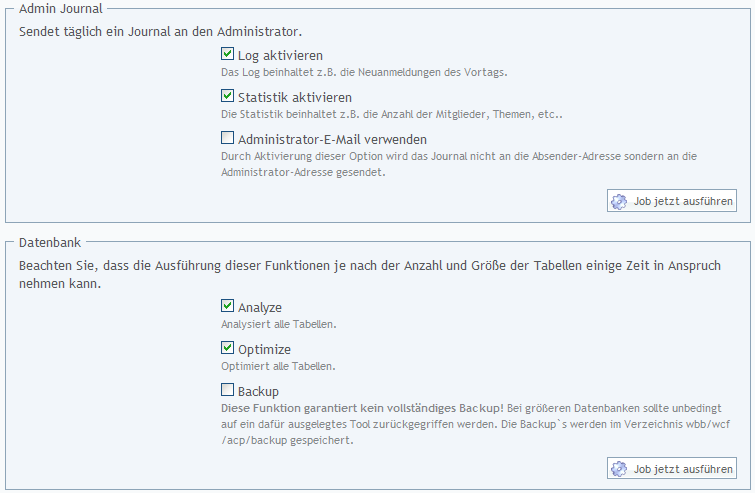 Admin Journal
Sendet täglich ein Journal an den Administrator.
Log aktivieren
Das Log beinhaltet z.B. die Neuanmeldungen des Vortags.
Statistik aktivieren
Die Statistik beinhaltet z.B. die Anzahl der Mitglieder, Themen, etc..
Administrator-E-Mail verwenden
Durch Aktivierung dieser Option wird das Journal nicht an die Absender-Adresse sondern an die
Administrator-Adresse gesendet.
Job jetzt ausführen
Datenbank
Beachten Sie, dass die Ausführung dieser Funktionen je nach der Anzahl und Größe der Tabellen einige Zeit in Anspruch
nehmen kann.
Analyze
Analysiert alle Tabellen.
Optimize
Optimiert alle Tabellen.
Backup
Diese Funktion garantiert kein vollständiges Backup! Bei größeren Datenbanken sollte unbedingt
auf ein dafür ausgelegtes Tool zurückgegriffen werden. Die Backup`s werden im Verzeichnis wbb/wcf
/acp/backup gespeichert.
Job jetzt ausführen